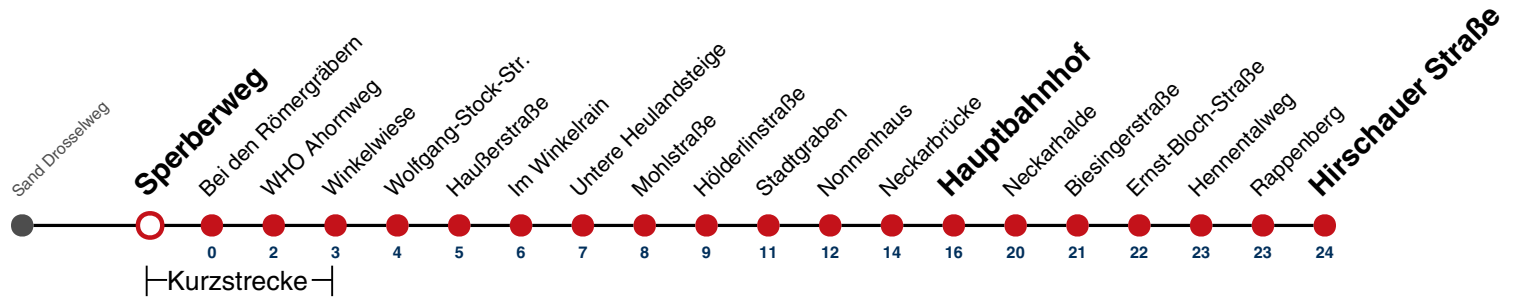 Sand Drosselweg
Sperberweg
Bei den Römergräbern
WHO Ahornweg
Winkelwiese
Wolfgang-Stock-Str.
Haußerstraße
Im Winkelrain
Untere Heulandsteige
Mohlstraße
Hölderlinstraße
Stadtgraben
Nonnenhaus
Neckarbrücke
Hauptbahnhof
Neckarhalde
Biesingerstraße
Ernst-Bloch-Straße
Hennentalweg
Rappenberg
Hirschauer Straße
0 2 3 4 5 6 7 8 9 11 12 14 16 20 21 22 23 23 24
Kurzstrecke